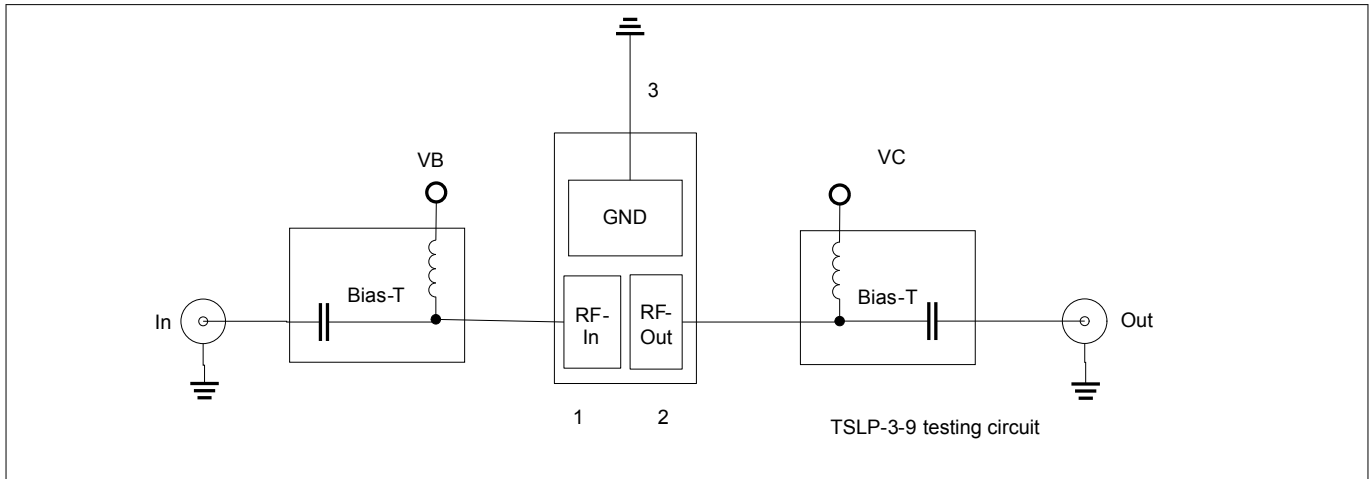 3
VB
VC
GND
Bias-T
Bias-T
In
RF-
In
RF-
Out
Out
1
2
TSLP-3-9 testing circuit